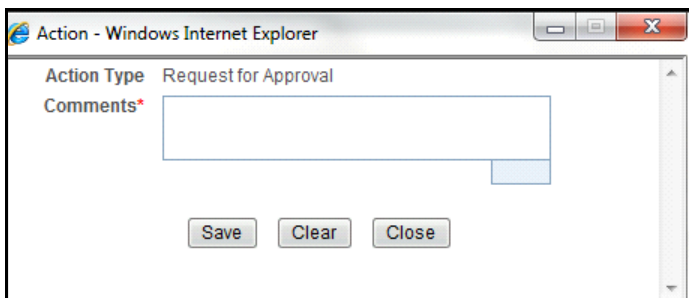 Action - Windows Internet Explorer
Action Type Request for Approval
Comments*
Save Clear Close